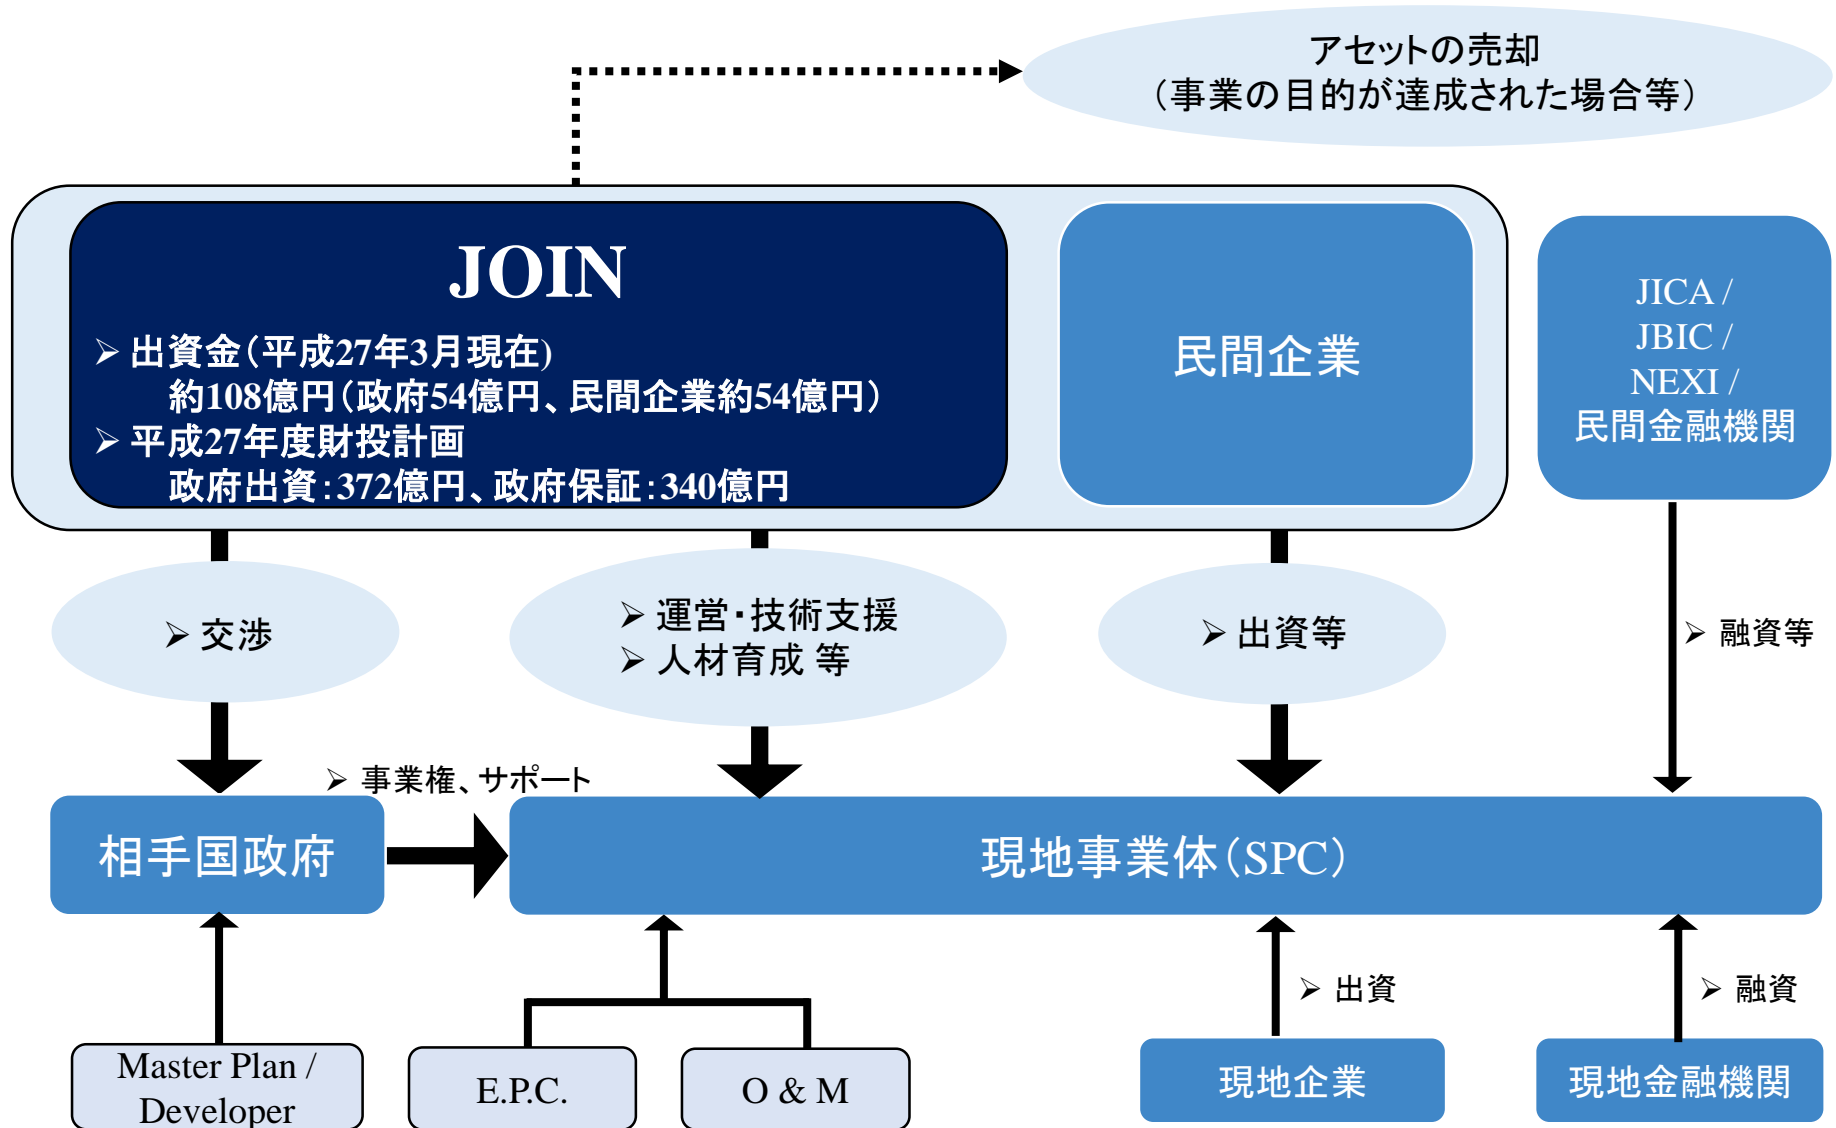 アセットの売却
（事業の目的が達成された場合等）
JOIN
➢ 出資金（平成27年3月現在)
約108億円（政府54億円、民間企業約54億円）
➢ 平成27年度財投計画
政府出資：372億円、政府保証：340億円
民間企業
JICA /
JBIC /
NEXI /
民間金融機関
➢ 交渉
➢ 運営・技術支援
➢ 人材育成 等
➢ 出資等
➢ 融資等
➢ 事業権、サポート
相手国政府
現地事業体（SPC）
➢ 出資
➢ 融資
Master Plan /
Developer
E.P.C.
O & M
現地企業
現地金融機関